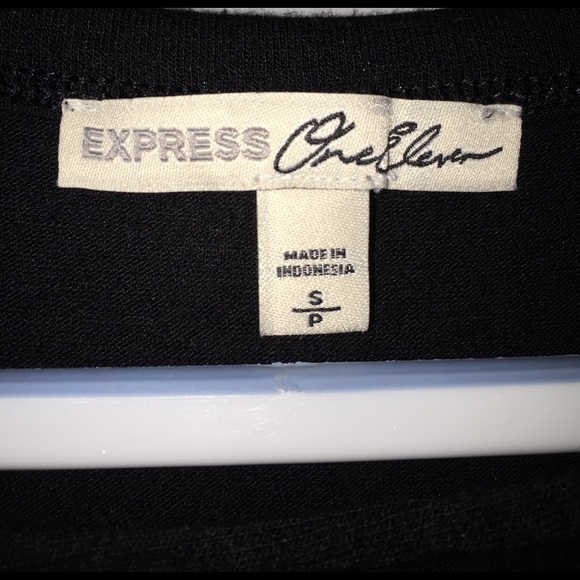 EXPRESS One Eleven
MADE IN
INDONESIA
S
P